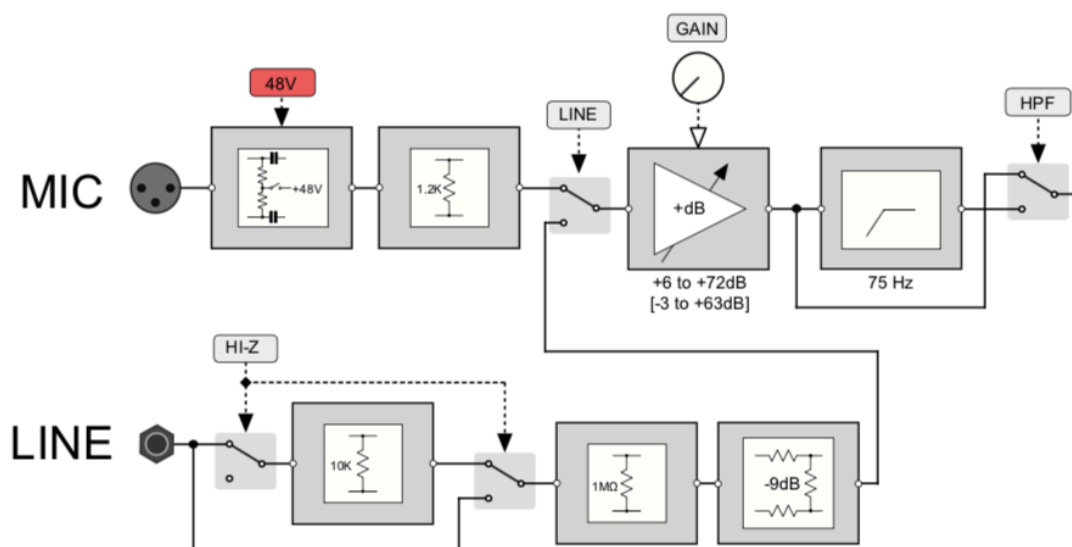 GAIN
48V
LINE
HPF
MIC
+48V
1.2K
+dB
+6 to +72dB
[-3 to +63dB]
75 Hz
HI-Z
LINE
10K
1MΩ
-9dB